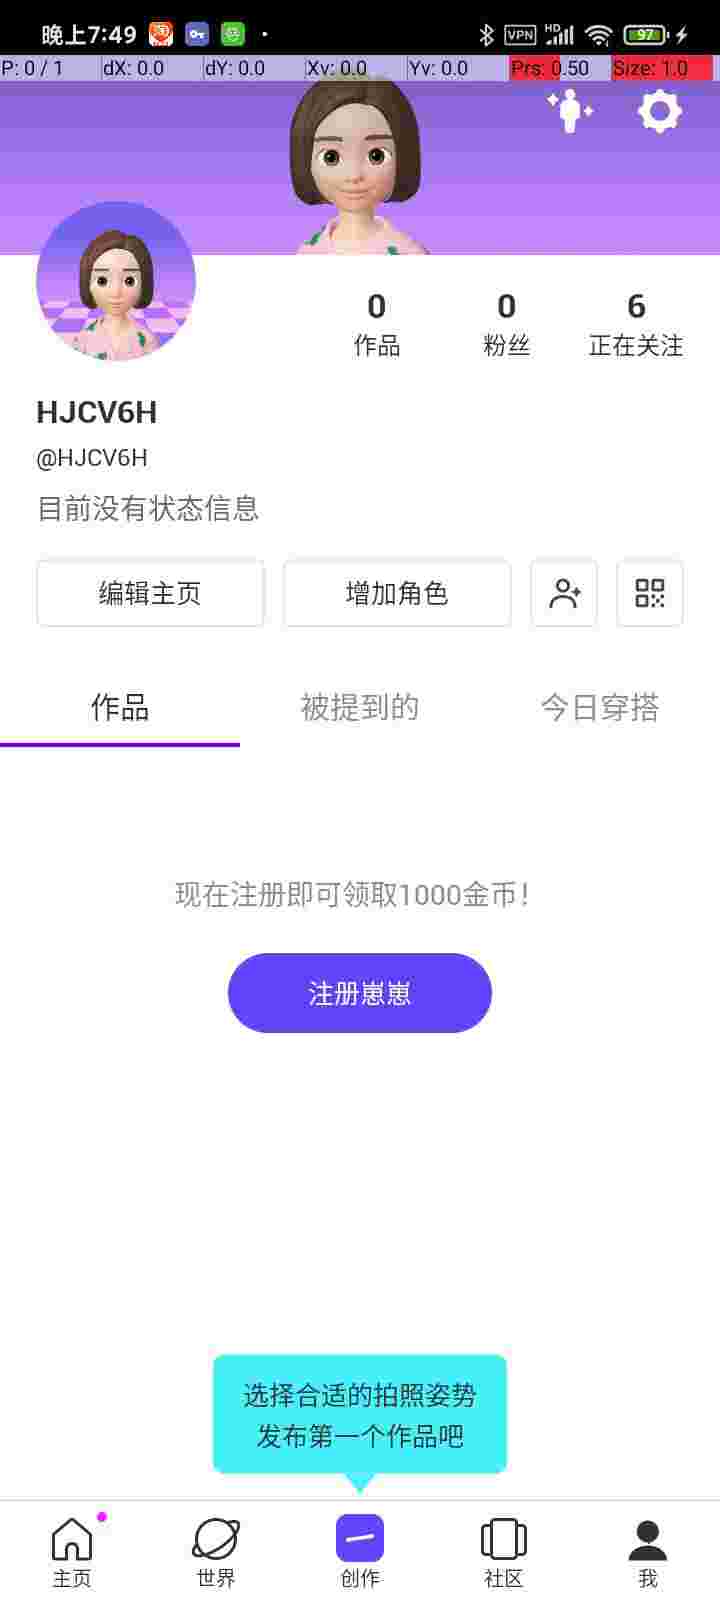 晚上7:49
VPN
HD
97
P: 0 / 1
dX: 0.0
dY: 0.0
Xv: 0.0
Yv: 0.0
Prs: 0.50
Size: 1.0
0
0
6
作品
粉丝
正在关注
HJCV6H
@HJCV6H
目前没有状态信息
编辑主页
增加角色
作品
被提到的
今日穿搭
现在注册即可领取1000金币!
注册崽崽
选择合适的拍照姿势
发布第一个作品吧
主页
世界
创作
社区
我